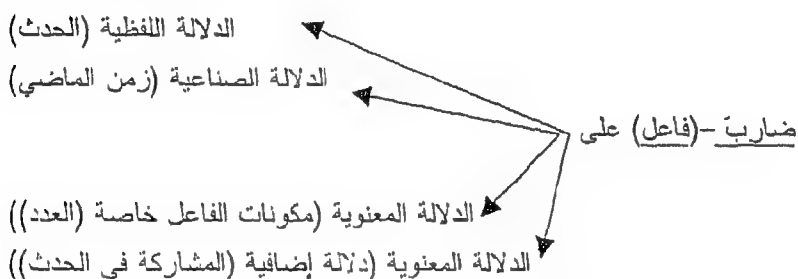 الدلالة اللفظية (الحدث)
الدلالة الصناعية (زمن الماضي)
ضاربَ -(فاعل) على
الدلالة المعنوية (مكونات الفاعل خاصة (العدد))
الدلالة المعنوية (دلالة إضافية (المشاركة في الحدث))